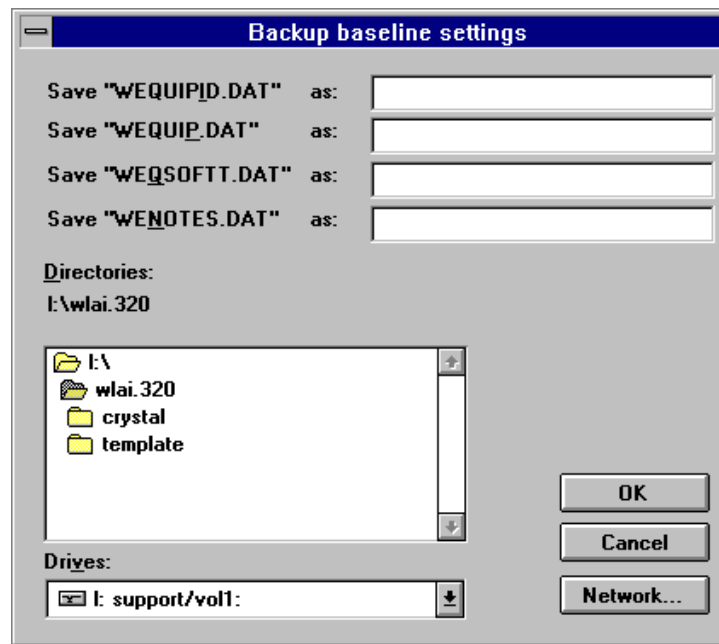 Backup baseline settings
Save "WEQUIPID.DAT" as:
Save "WEQUIP.DAT" as:
Save "WEQSOFTT.DAT" as:
Save "WENOTES.DAT" as:
Directories:
I:\wlai.320
I:\
wlai.320
crystal
template
OK
Cancel
Drives:
I: support/vol1:
Network...